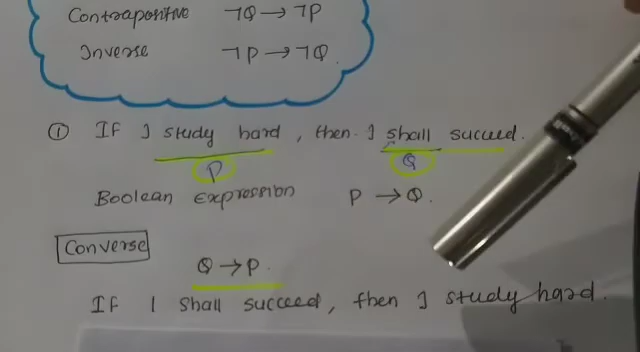 Contrapositive ¬Q → ¬P
Inverse ¬P → ¬Q.
① If I study hard, then I shall succeed.
P Q
Boolean Expression P → Q.
Converse
Q → P.
If I shall succeed, then I study hard.